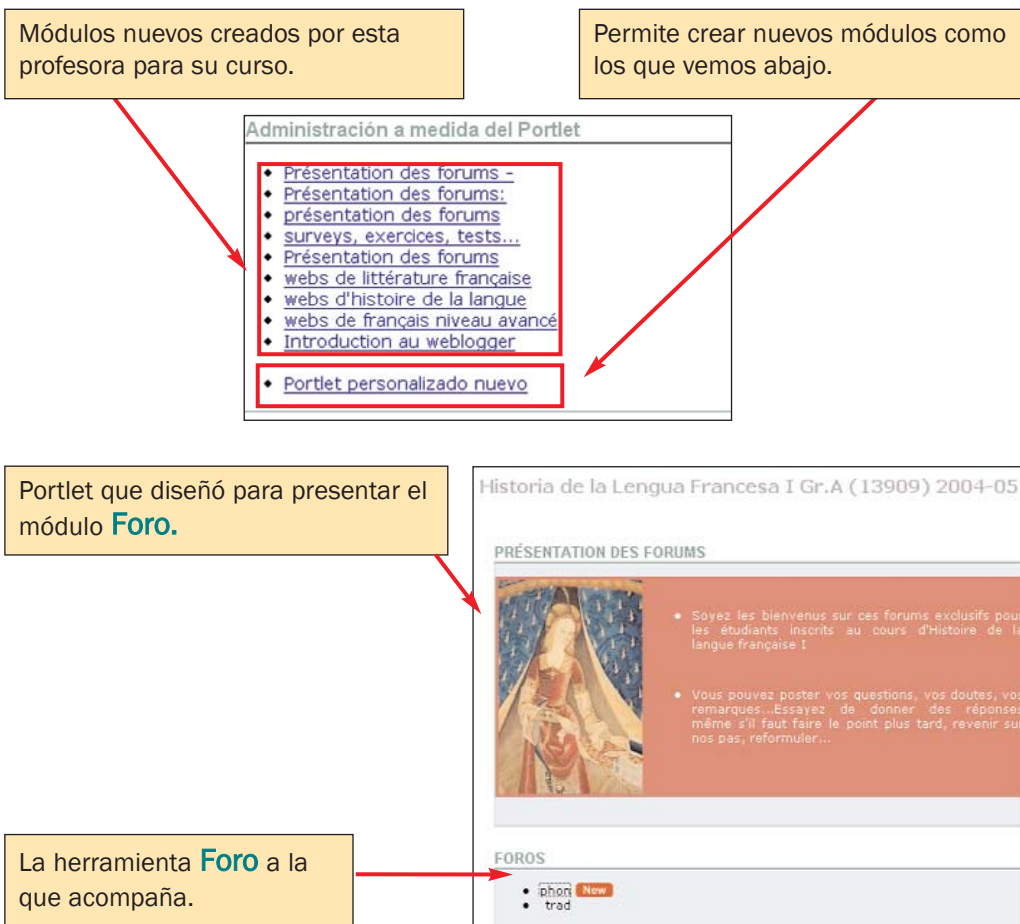 Módulos nuevos creados por esta
profesora para su curso.
Permite crear nuevos módulos como
los que vemos abajo.
Administración a medida del Portlet
Présentation des forums -
Présentation des forums:
présentation des forums
surveys, exercices, tests...
Présentation des forums
webs de littérature française
webs d'histoire de la langue
webs de français niveau avancé
Introduction au weblogger
Portlet personalizado nuevo
Portlet que diseñó para presentar el
módulo Foro.
Historia de la Lengua Francesa I Gr.A (13909) 2004-05
PRÉSENTATION DES FORUMS
Soyez les bienvenus sur ces forums exclusifs pour
les étudiants inscrits au cours d'Histoire de la
langue française I
Vous pouvez poster vos questions, vos doutes, vos
remarques...Essayez de donner des réponses
même s'il faut faire le point plus tard, revenir sur
nos pas, reformuler...
La herramienta Foro a la
que acompaña.
FOROS
phon New
trad